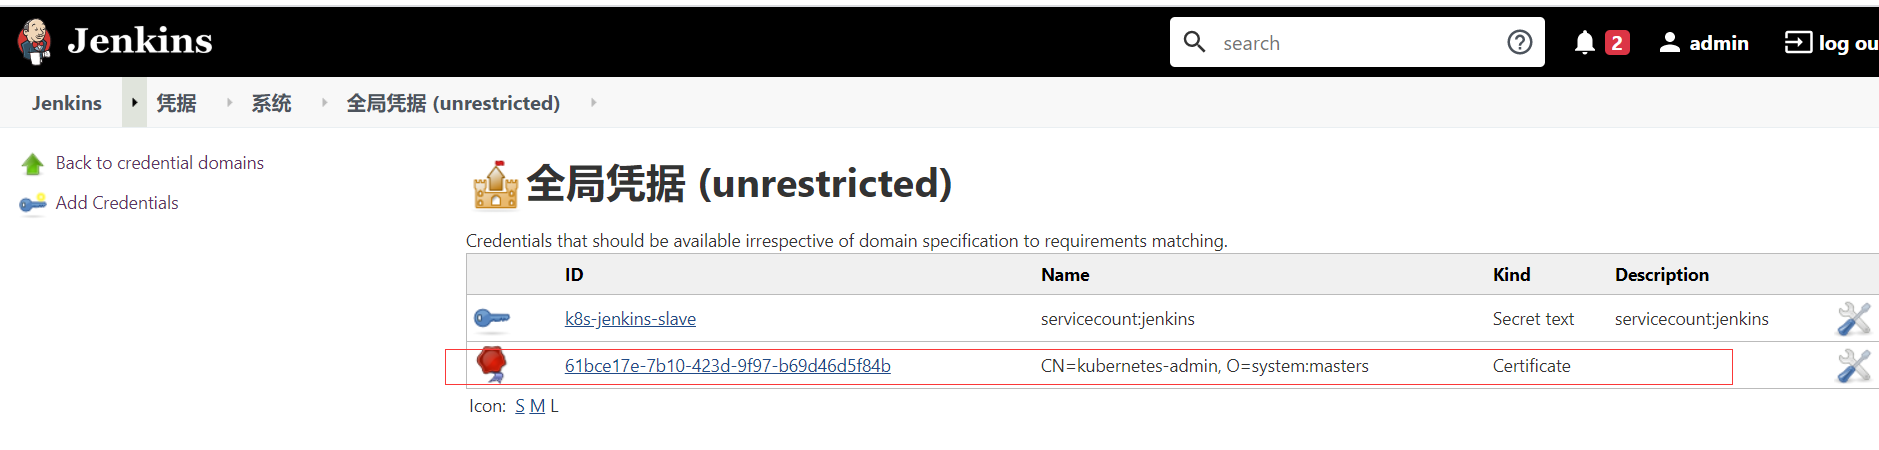 Jenkins search 2 admin log ou
Jenkins 凭据 系统 全局凭据 (unrestricted)
Back to credential domains
Add Credentials
全局凭据 (unrestricted)
Credentials that should be available irrespective of domain specification to requirements matching.
ID Name Kind Description
k8s-jenkins-slave servicecount:jenkins Secret text servicecount:jenkins
61bce17e-7b10-423d-9f97-b69d46d5f84b CN=kubernetes-admin, O=system:masters Certificate
Icon: S M L